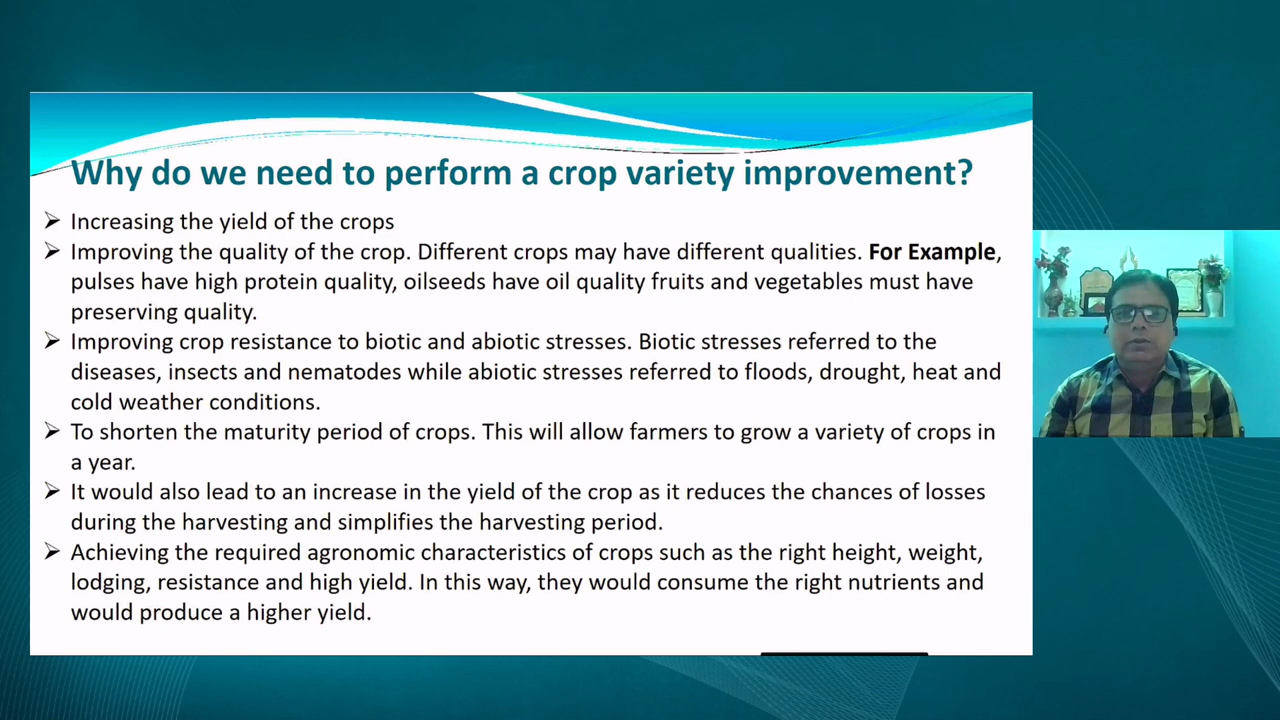 Why do we need to perform a crop variety improvement?
➢ Increasing the yield of the crops
➢ Improving the quality of the crop. Different crops may have different qualities. For Example,
pulses have high protein quality, oilseeds have oil quality fruits and vegetables must have
preserving quality.
➢ Improving crop resistance to biotic and abiotic stresses. Biotic stresses referred to the
diseases, insects and nematodes while abiotic stresses referred to floods, drought, heat and
cold weather conditions.
➢ To shorten the maturity period of crops. This will allow farmers to grow a variety of crops in
a year.
➢ It would also lead to an increase in the yield of the crop as it reduces the chances of losses
during the harvesting and simplifies the harvesting period.
➢ Achieving the required agronomic characteristics of crops such as the right height, weight,
lodging, resistance and high yield. In this way, they would consume the right nutrients and
would produce a higher yield.